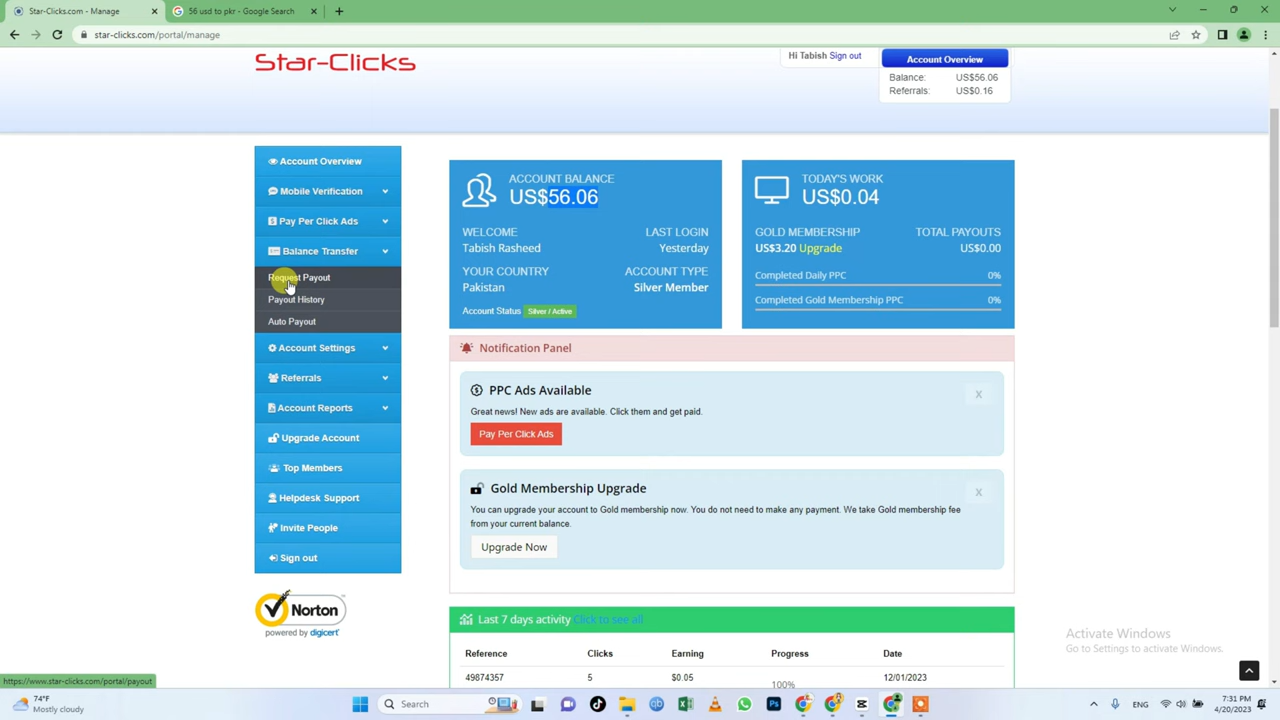 Star-Clicks.com - Manage
56 usd to pkr - Google Search
star-clicks.com/portal/manage
Star-Clicks
Hi Tabish Sign out
Account Overview
Balance: US$56.06
Referrals: US$0.16
Account Overview
Mobile Verification
Pay Per Click Ads
Balance Transfer
Request Payout
Payout History
Auto Payout
Account Settings
Referrals
Account Reports
Upgrade Account
Top Members
Helpdesk Support
Invite People
Sign out
Norton
powered by digicert
ACCOUNT BALANCE
US$56.06
WELCOME LAST LOGIN
Tabish Rasheed Yesterday
YOUR COUNTRY ACCOUNT TYPE
Pakistan Silver Member
Account Status Silver / Active
TODAY'S WORK
US$0.04
GOLD MEMBERSHIP TOTAL PAYOUTS
US$3.20 Upgrade US$0.00
Completed Daily PPC 0%
Completed Gold Membership PPC 0%
Notification Panel
PPC Ads Available
X
Great news! New ads are available. Click them and get paid.
Pay Per Click Ads
Gold Membership Upgrade
X
You can upgrade your account to Gold membership now. You do not need to make any payment. We take Gold membership fee
from your current balance.
Upgrade Now
Last 7 days activity Click to see all
Reference Clicks Earning Progress Date
49874357 5 $0.05 100% 12/01/2023
Activate Windows
Go to Settings to activate Windows.
https://www.star-clicks.com/portal/payout
74°F
Mostly cloudy
Search
ENG
7:31 PM
4/20/2023